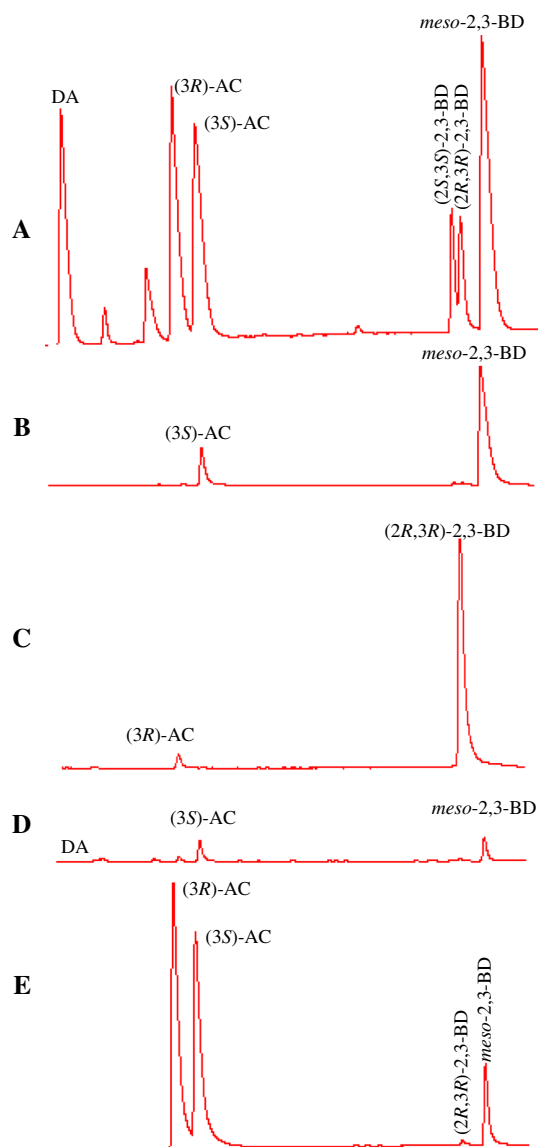 meso-2,3-BD
DA
(3R)-AC
(3S)-AC
(2S,3S)-2,3-BD
(2R,3R)-2,3-BD
A
meso-2,3-BD
(3S)-AC
B
(2R,3R)-2,3-BD
C
(3R)-AC
D
DA
(3S)-AC
meso-2,3-BD
(3R)-AC
(3S)-AC
E
(2R,3R)-2,3-BD
meso-2,3-BD